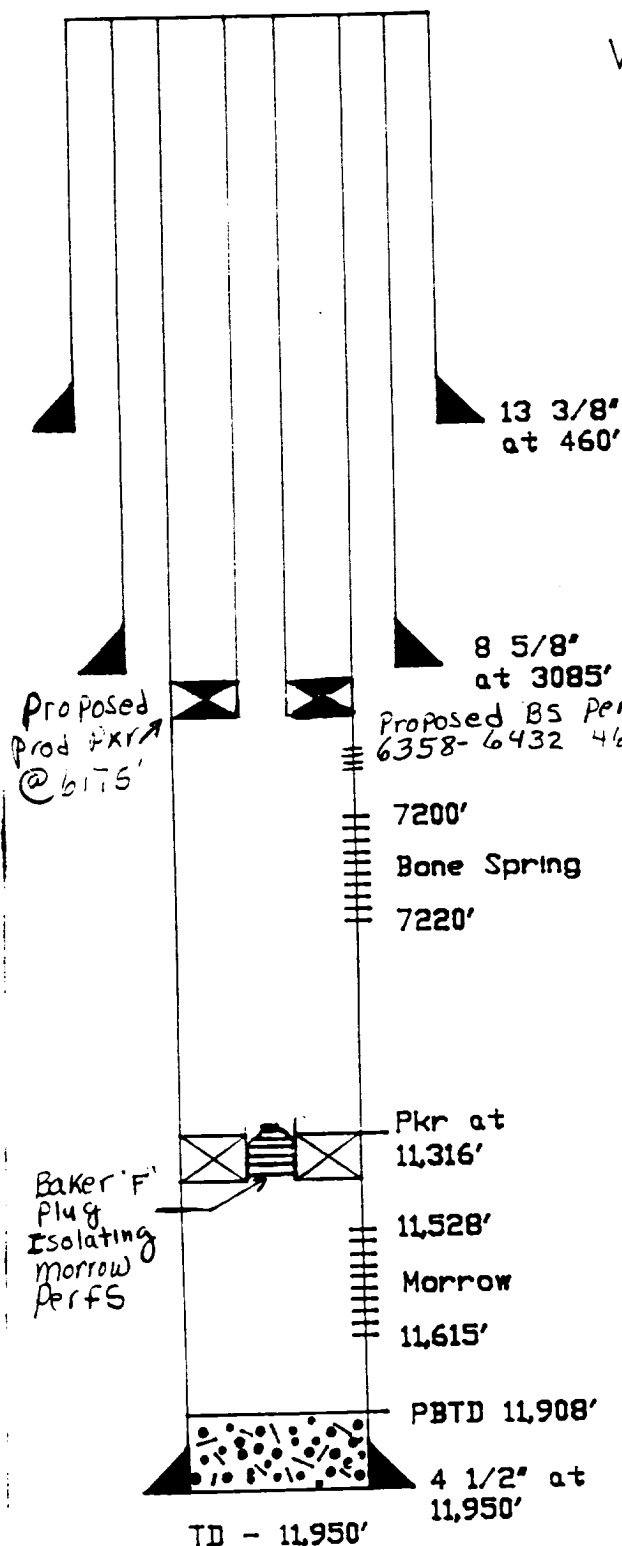 13 3/8"
at 460'
8 5/8"
at 3085'
Proposed
Prod Pkr
@ 6175'
Proposed BS
6358-6432
7200'
Bone Spring
7220'
Pkr at
11,316'
Baker 'F'
Plug
Isolating
Morrow
Perfs
11,528'
Morrow
11,615'
PBTD 11,908'
4 1/2" at
11,950'
TD - 11,950'